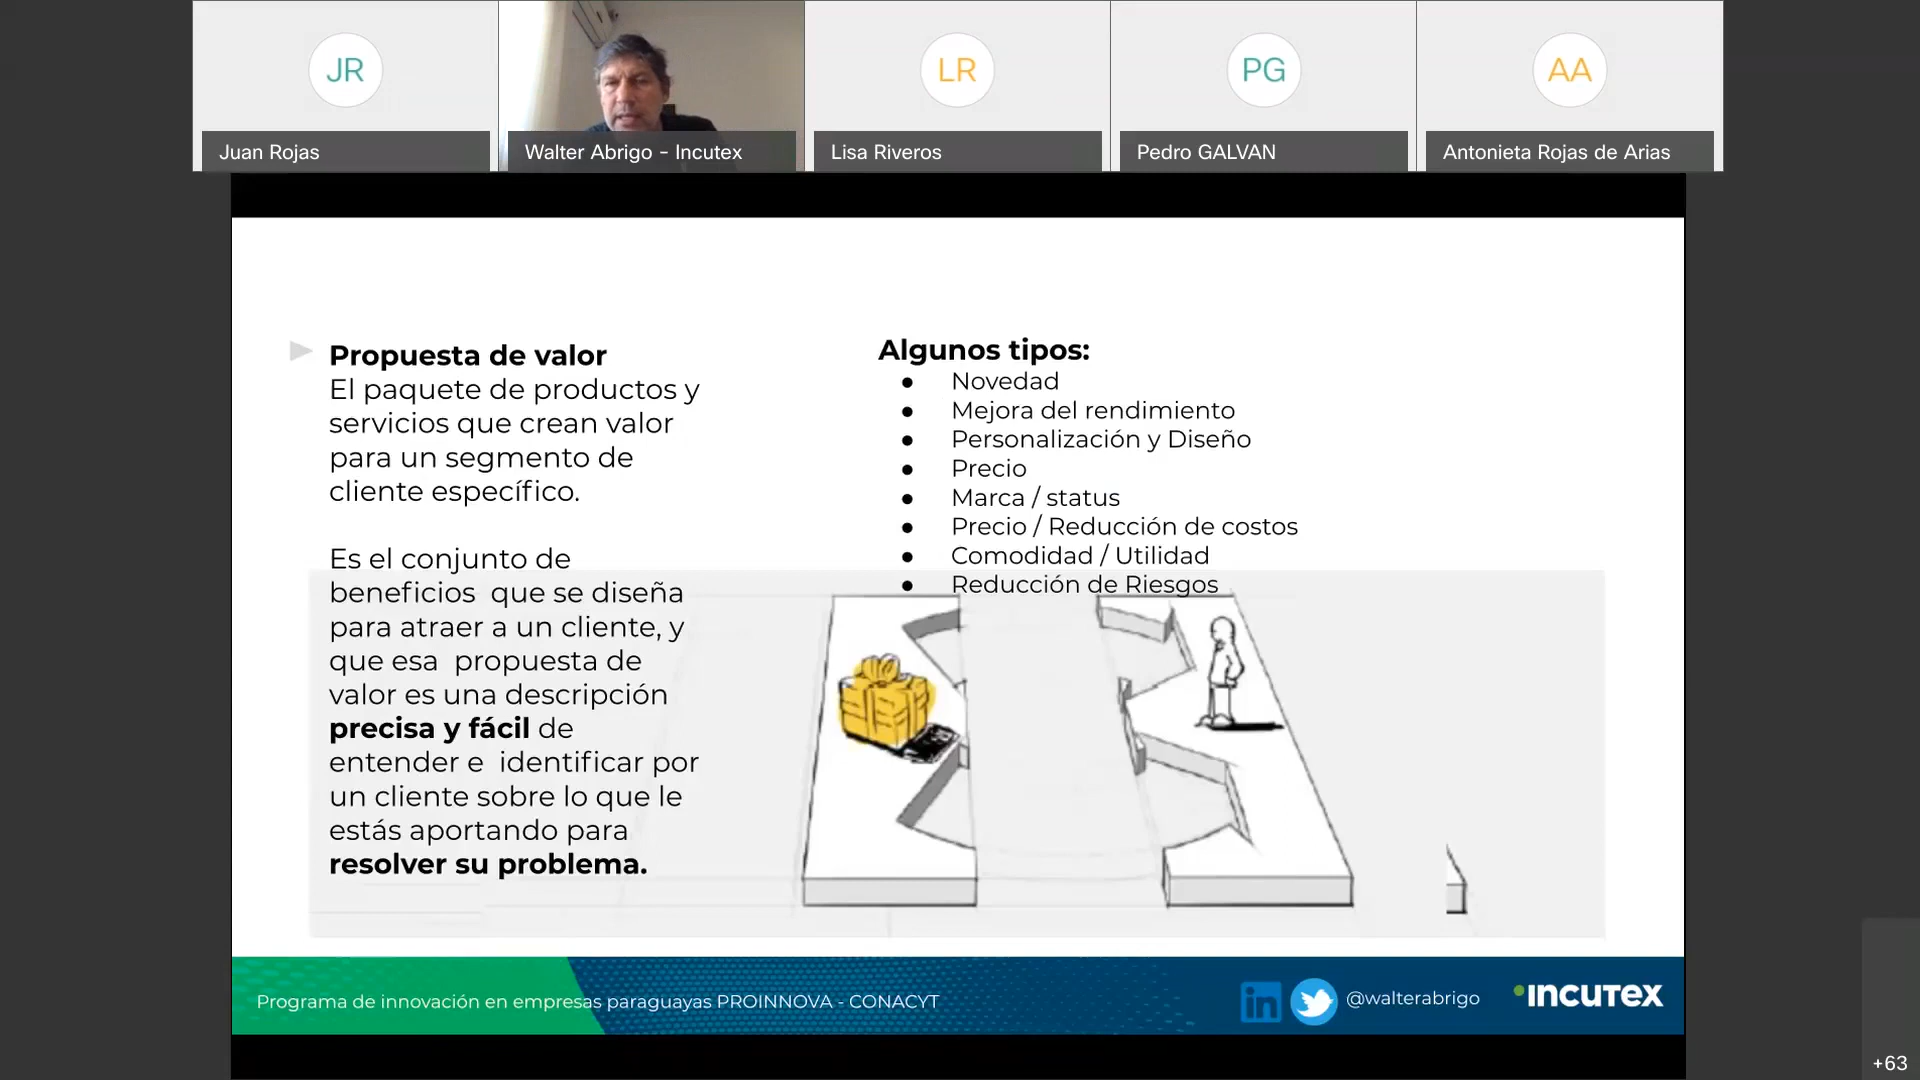 JR
LR
PG
AA
Juan Rojas
Walter Abrigo - Incutex
Lisa Riveros
Pedro GALVAN
Antonieta Rojas de Arias
Propuesta de valor
El paquete de productos y
servicios que crean valor
para un segmento de
cliente específico.
Es el conjunto de
beneficios que se diseña
para atraer a un cliente, y
que esa propuesta de
valor es una descripción
precisa y fácil de
entender e identificar por
un cliente sobre lo que le
estás aportando para
resolver su problema.
Algunos tipos:
● Novedad
● Mejora del rendimiento
● Personalización y Diseño
● Precio
● Marca / status
● Precio / Reducción de costos
● Comodidad / Utilidad
● Reducción de Riesgos
Programa de innovación en empresas paraguayas PROINNOVA - CONACYT
in
@walterabrigo
INCUTEX
+63